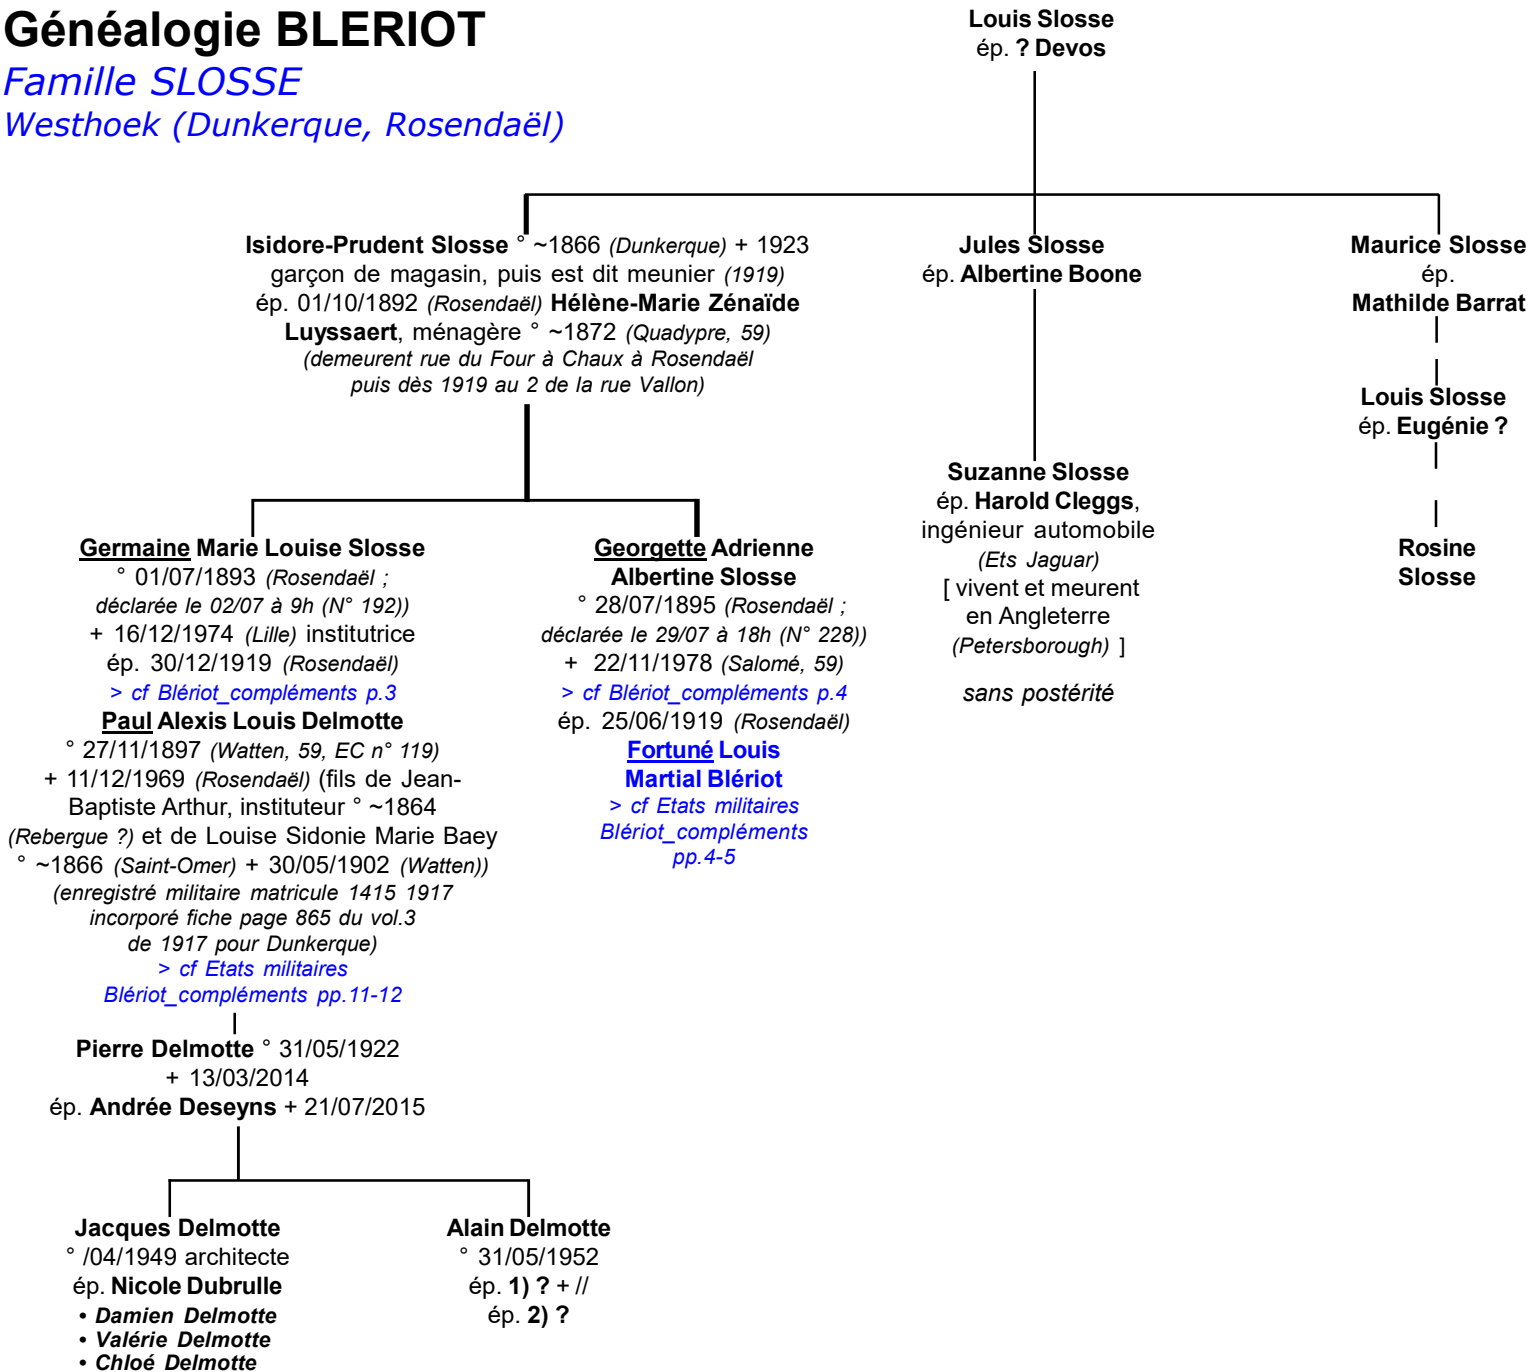 Généalogie BLERIOT
Famille SLOSSE
Westhoek (Dunkerque, Rosendaël)
Louis Slosse
ép. ? Devos
Isidore-Prudent Slosse ° ~1866 (Dunkerque) + 1923
garçon de magasin, puis est dit meunier (1919)
ép. 01/10/1892 (Rosendaël) Hélène-Marie Zénaïde
Luyssaert, ménagère ° ~1872 (Quadypre, 59)
(demeurent rue du Four à Chaux à Rosendaël
puis dès 1919 au 2 de la rue Vallon)
Jules Slosse
ép. Albertine Boone
Maurice Slosse
ép.
Mathilde Barrat
Louis Slosse
ép. Eugénie ?
Suzanne Slosse
ép. Harold Cleggs,
ingénieur automobile
(Ets Jaguar)
[ vivent et meurent
en Angleterre
(Petersborough) ]
sans postérité
Rosine
Slosse
Germaine Marie Louise Slosse
° 01/07/1893 (Rosendaël ;
déclarée le 02/07 à 9h (N° 192))
+ 16/12/1974 (Lille) institutrice
ép. 30/12/1919 (Rosendaël)
> cf Blériot_compléments p.3
Paul Alexis Louis Delmotte
° 27/11/1897 (Watten, 59, EC n° 119)
+ 11/12/1969 (Rosendaël) (fils de Jean-
Baptiste Arthur, instituteur ° ~1864
(Rebergue ?) et de Louise Sidonie Marie Baey
° ~1866 (Saint-Omer) + 30/05/1902 (Watten))
(enregistré militaire matricule 1415 1917
incorporé fiche page 865 du vol.3
de 1917 pour Dunkerque)
> cf Etats militaires
Blériot_compléments pp.11-12
Georgette Adrienne
Albertine Slosse
° 28/07/1895 (Rosendaël ;
déclarée le 29/07 à 18h (N° 228))
+ 22/11/1978 (Salomé, 59)
> cf Blériot_compléments p.4
ép. 25/06/1919 (Rosendaël)
Fortuné Louis
Martial Blériot
> cf Etats militaires
Blériot_compléments
pp.4-5
Pierre Delmotte ° 31/05/1922
+ 13/03/2014
ép. Andrée Deseyns + 21/07/2015
Jacques Delmotte
° /04/1949 architecte
ép. Nicole Dubrulle
• Damien Delmotte
• Valérie Delmotte
• Chloé Delmotte
Alain Delmotte
° 31/05/1952
ép. 1) ? + //
ép. 2) ?